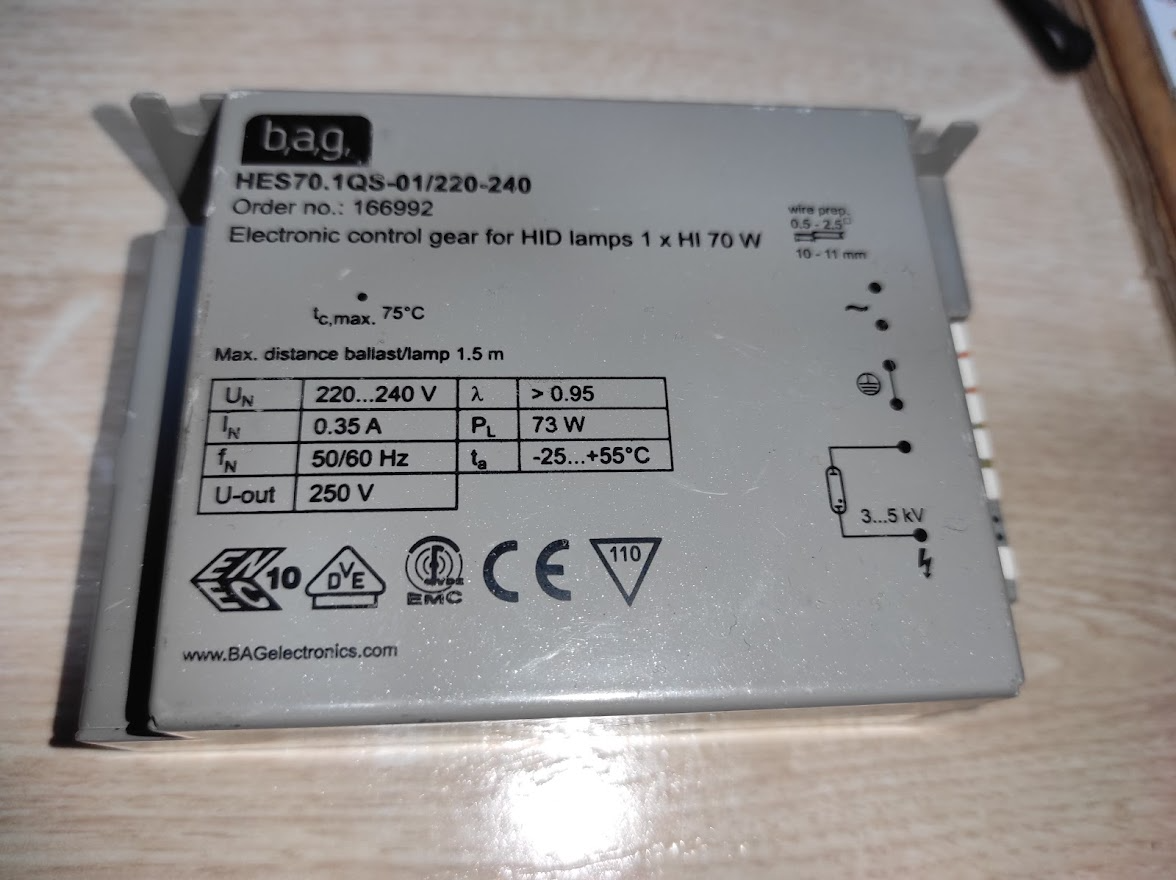 b,a,g,
HES70.1QS-01/220-240
Order no.: 166992
Electronic control gear for HID lamps 1 x HI 70 W
wire prep.
0.5 - 2.5□
10 - 11 mm
tc,max. 75°C
Max. distance ballast/lamp 1.5 m
UN 220...240 V λ > 0.95
IN 0.35 A PL 73 W
fN 50/60 Hz ta -25...+55°C
U-out 250 V
~
3...5 kV
ENEC 10 DVE VDE EMC CE 110
www.BAGelectronics.com